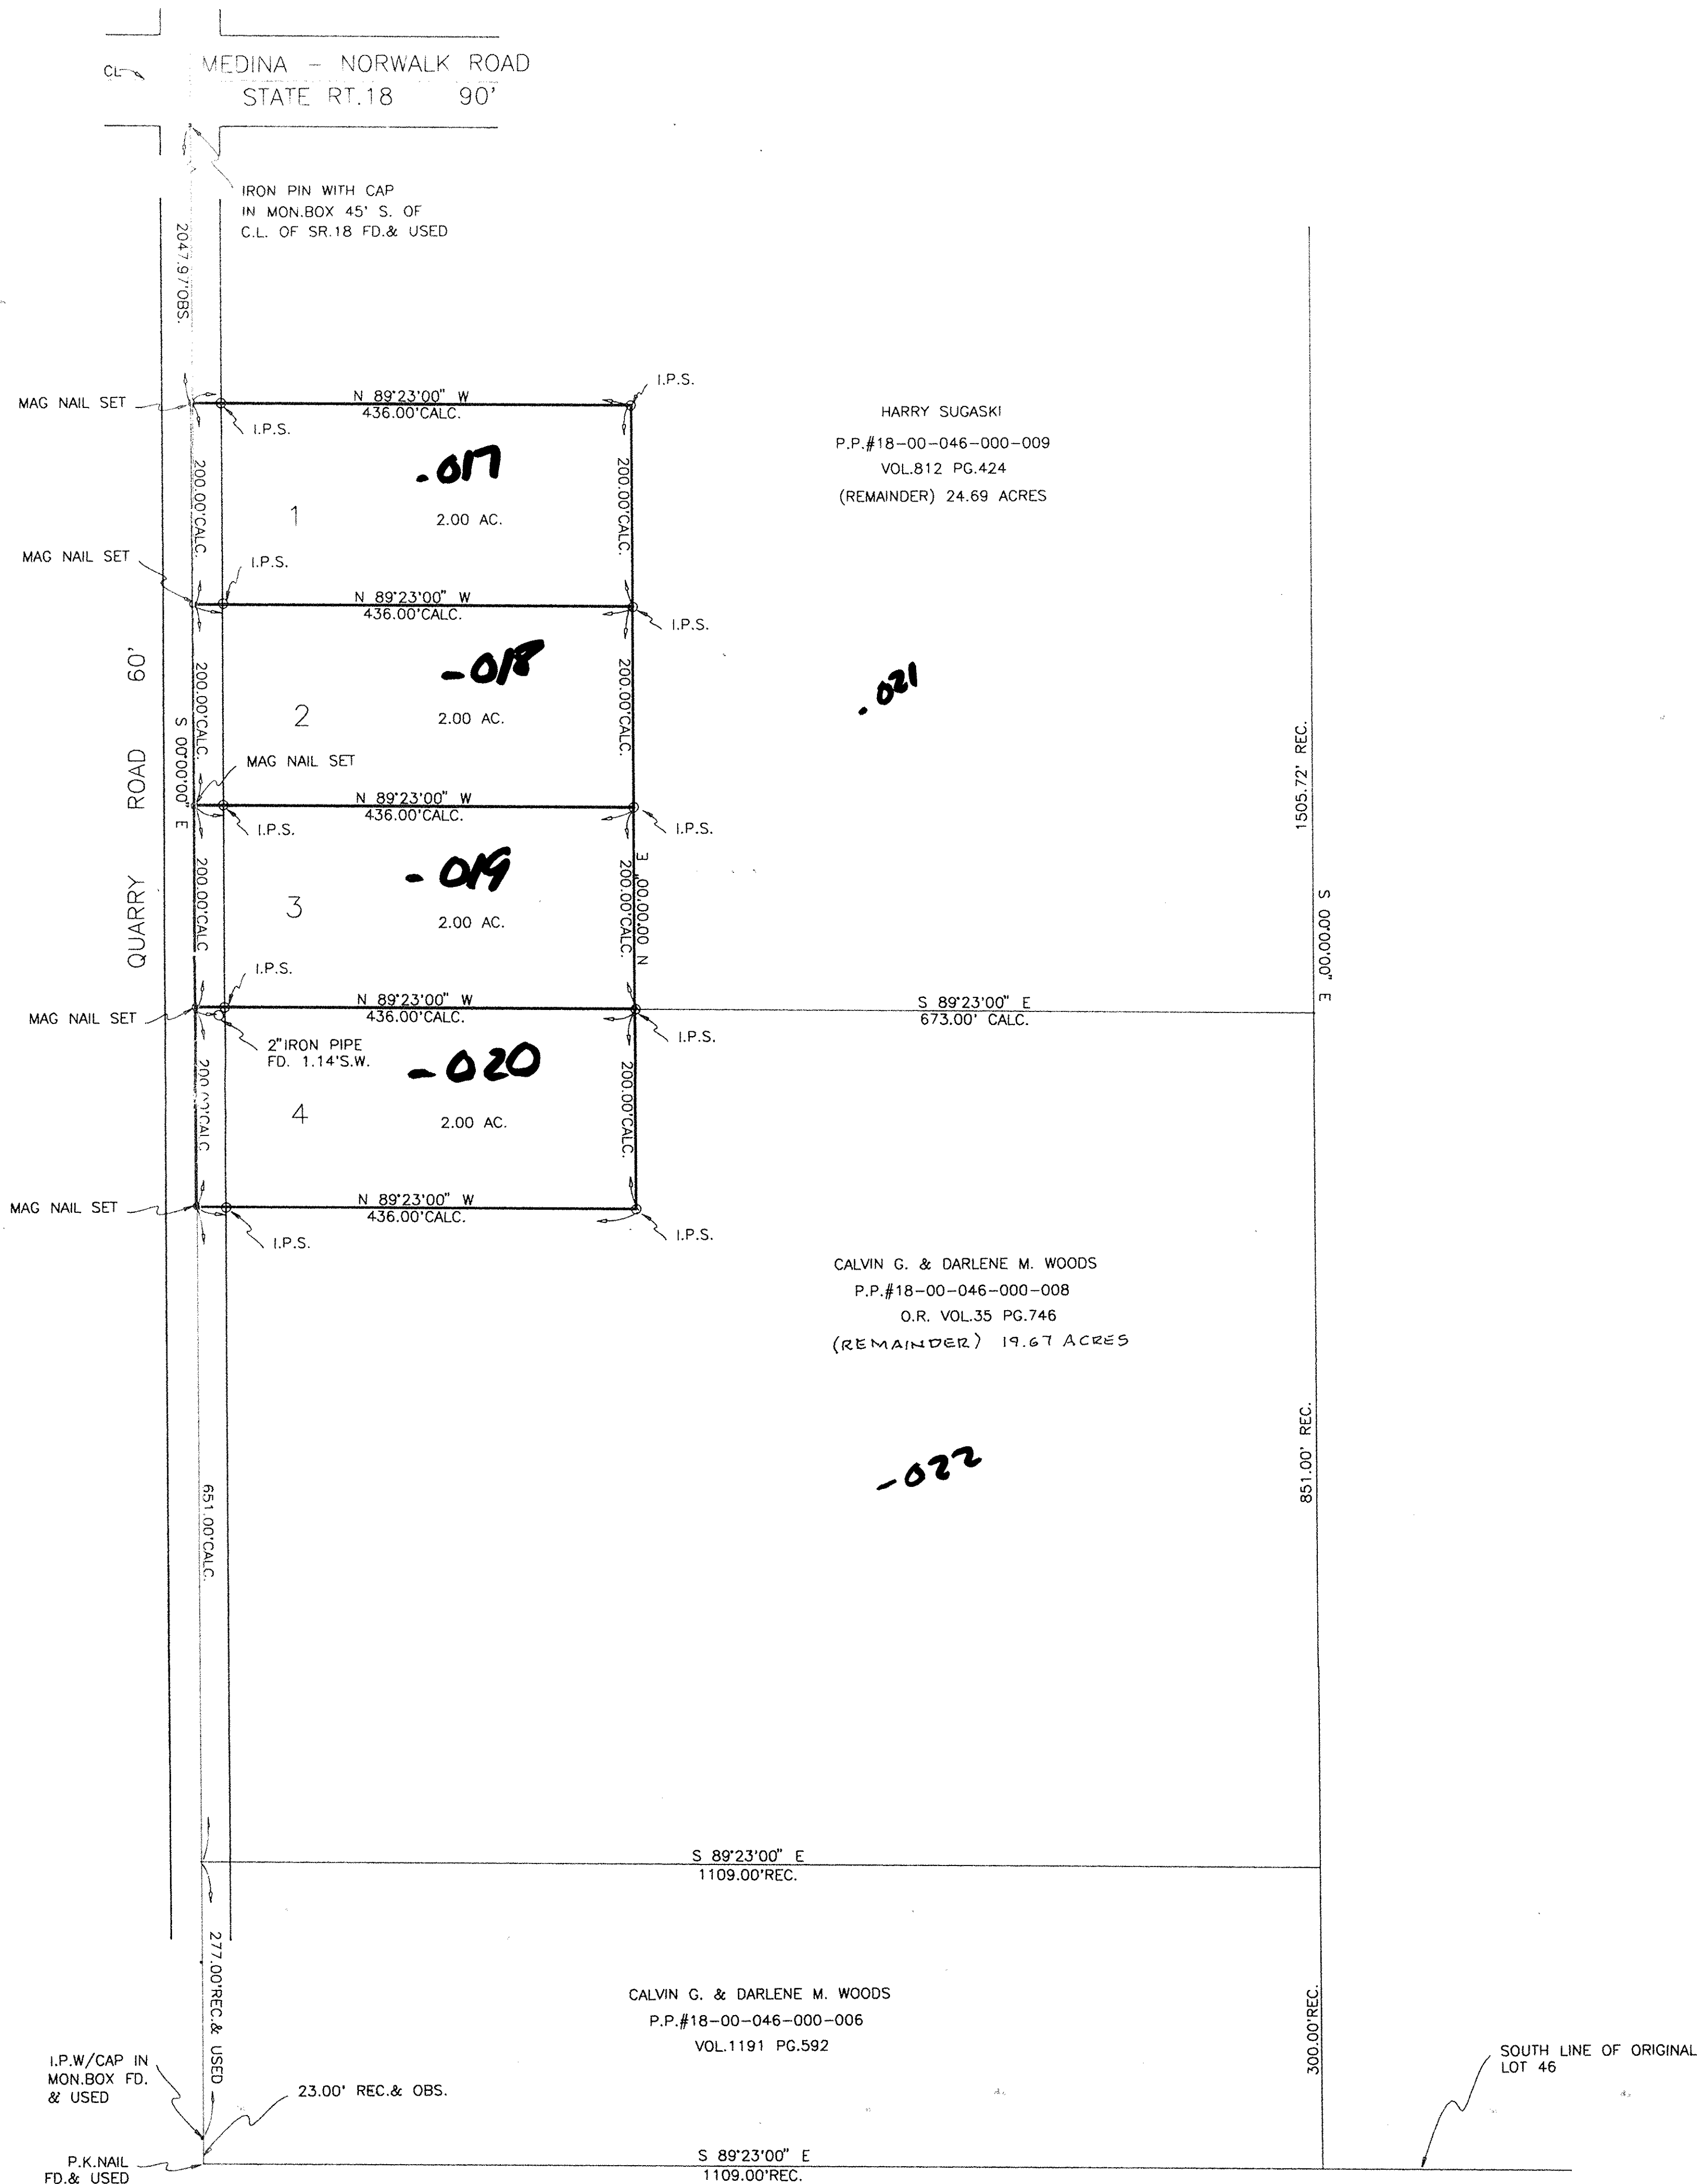 CL
MEDINA - NORWALK ROAD
STATE RT.18 90'
IRON PIN WITH CAP
IN MON.BOX 45' S. OF
C.L. OF SR.18 FD.& USED
2047.97'OBS.
MAG NAIL SET
N 89°23'00" W
436.00'CALC.
I.P.S.
I.P.S.
HARRY SUGASKI
P.P.#18-00-046-000-009
VOL.812 PG.424
(REMAINDER) 24.69 ACRES
200.00'CALC.
1
.017
2.00 AC.
200.00'CALC.
MAG NAIL SET
I.P.S.
N 89°23'00" W
436.00'CALC.
I.P.S.
QUARRY ROAD 60'
S 00°00'00" E
200.00'CALC.
2
-018
2.00 AC.
200.00'CALC.
.021
1505.72' REC.
MAG NAIL SET
N 89°23'00" W
436.00'CALC.
I.P.S.
I.P.S.
200.00'CALC
3
-019
2.00 AC.
200.00'CALC.
N 00°00'00" E
S 00°00'00" E
I.P.S.
MAG NAIL SET
N 89°23'00" W
436.00'CALC.
I.P.S.
S 89°23'00" E
673.00' CALC.
2"IRON PIPE
FD. 1.14'S.W.
200.00'CALC
4
-020
2.00 AC.
200.00'CALC.
MAG NAIL SET
N 89°23'00" W
436.00'CALC.
I.P.S.
I.P.S.
CALVIN G. & DARLENE M. WOODS
P.P.#18-00-046-000-008
O.R. VOL.35 PG.746
(REMAINDER) 19.67 ACRES
-022
851.00' REC.
651.00'CALC.
S 89°23'00" E
1109.00'REC.
277.00'REC.& USED
CALVIN G. & DARLENE M. WOODS
P.P.#18-00-046-000-006
VOL.1191 PG.592
300.00'REC.
SOUTH LINE OF ORIGINAL
LOT 46
I.P.W/CAP IN
MON.BOX FD.
& USED
23.00' REC.& OBS.
P.K.NAIL
FD.& USED
S 89°23'00" E
1109.00'REC.